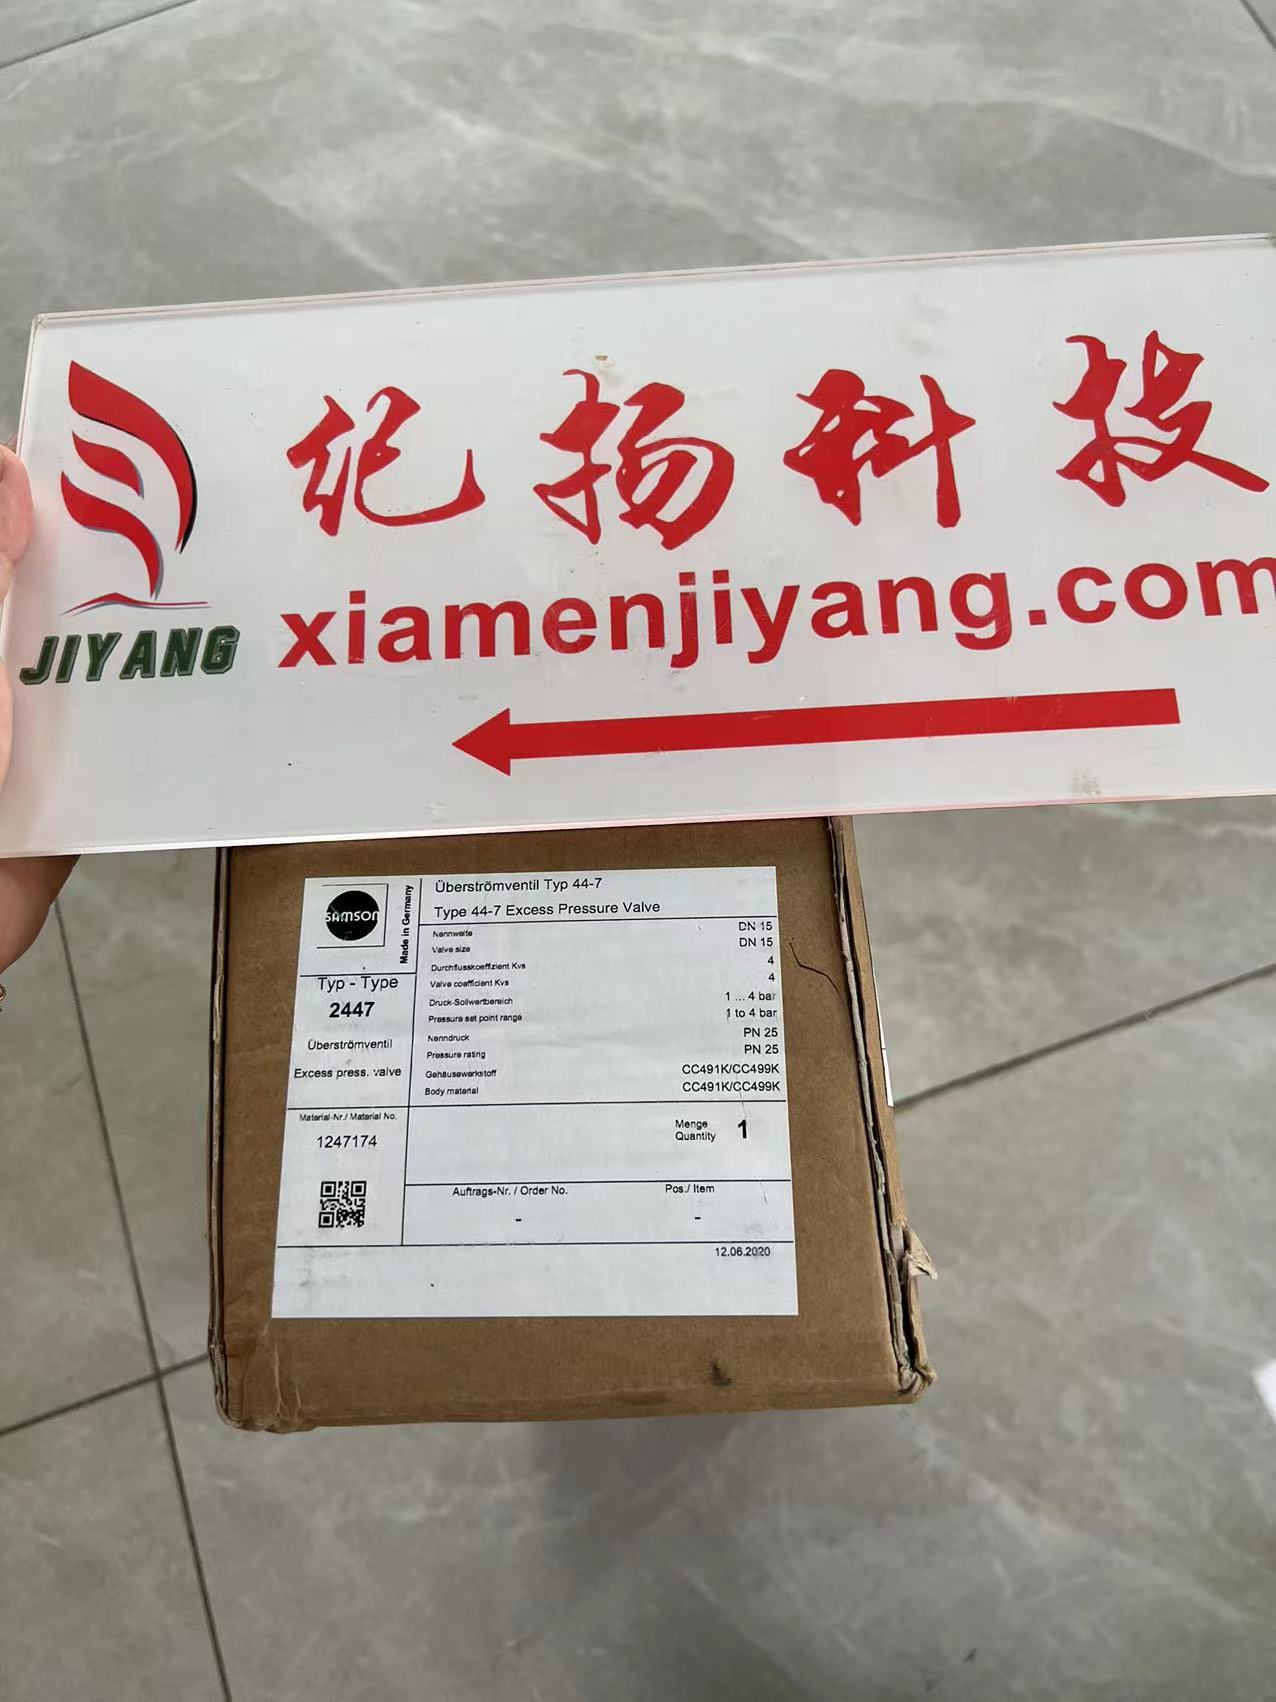 纪扬科技
JIYANG
xiamenjiyang.com
SAMSON
Made in Germany
Überströmventil Typ 44-7
Type 44-7 Excess Pressure Valve
Nennweite DN 15
Valve size DN 15
Durchflusskoeffizient Kvs 4
Valve coefficient Kvs 4
Druck-Sollwertbereich 1 ... 4 bar
Pressure set point range 1 to 4 bar
Nenndruck PN 25
Pressure rating PN 25
Gehäusewerkstoff CC491K/CC499K
Body material CC491K/CC499K
Typ - Type
2447
Überströmventil
Excess press. valve
Material-Nr./ Material No.
1247174
Menge
Quantity 1
Auftrags-Nr. / Order No. Pos./ Item
- -
12.06.2020